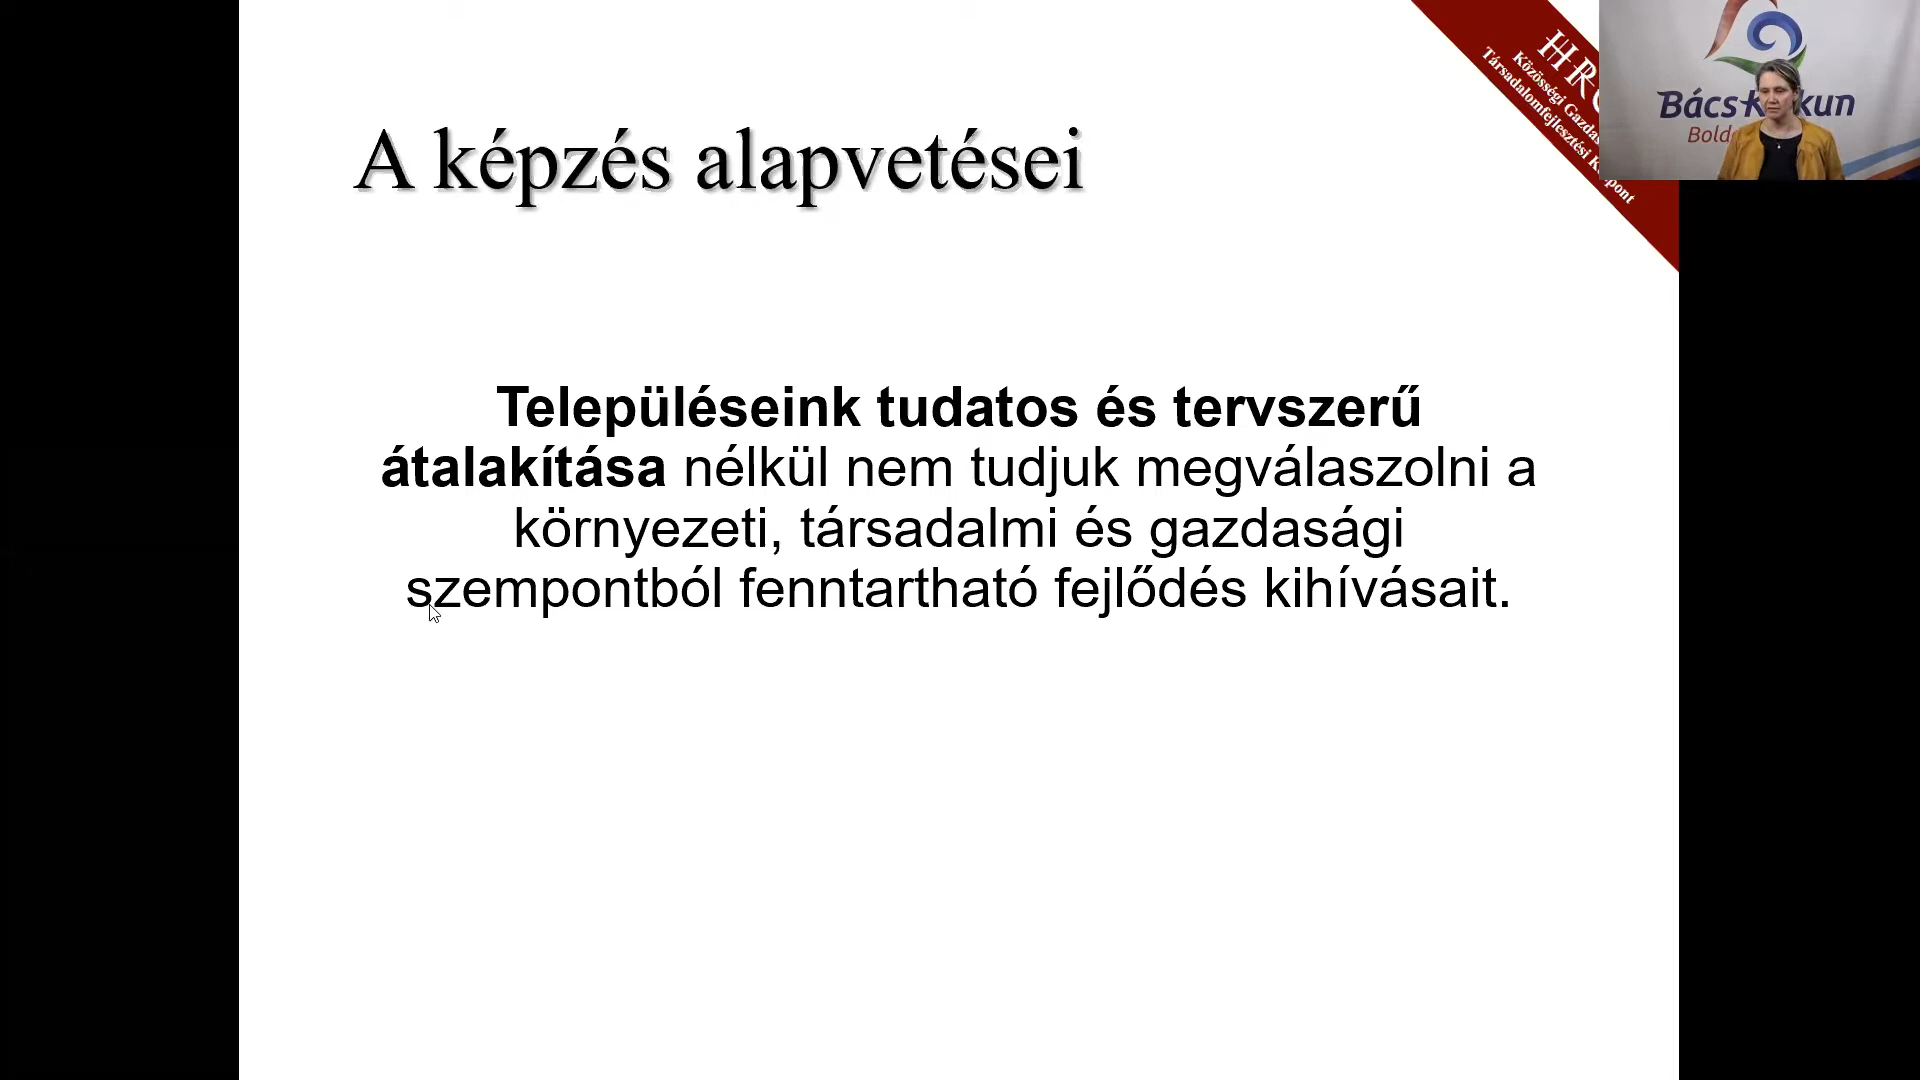 A képzés alapvetései
Településeink tudatos és tervszerű
átalakítása nélkül nem tudjuk megválaszolni a
környezeti, társadalmi és gazdasági
szempontból fenntartható fejlődés kihívásait.
Közösségi
Társadalomfejlesztési
Bács